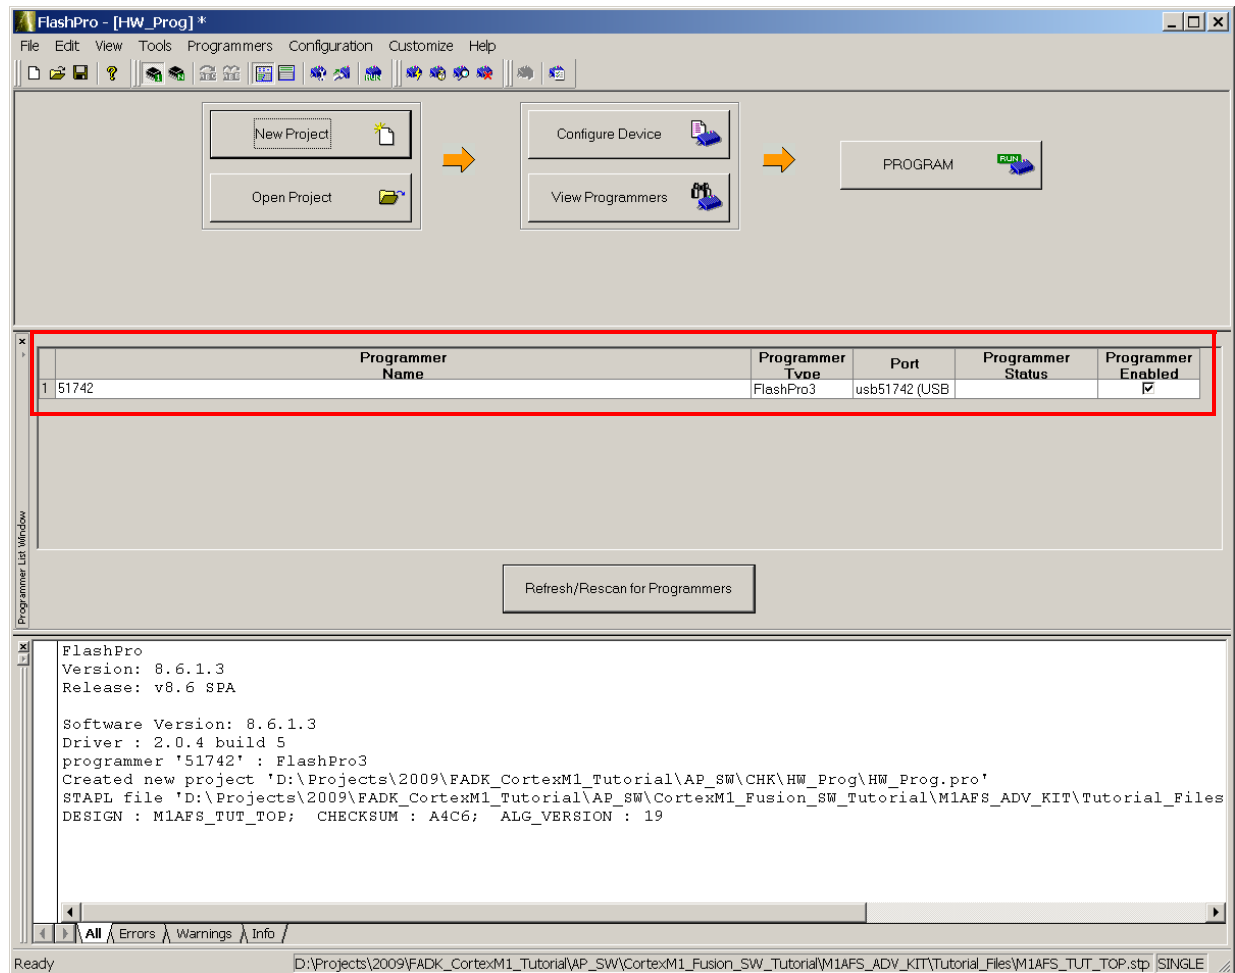 FlashPro - [HW_Prog] *
File Edit View Tools Programmers Configuration Customize Help
New Project
Configure Device
PROGRAM
RUN
Open Project
View Programmers
Programmer Name
Programmer Type
Port
Programmer Status
Programmer Enabled
1 51742 FlashPro3 usb51742 (USB
Programmer List Window
Refresh/Rescan for Programmers
FlashPro
Version: 8.6.1.3
Release: v8.6 SPA
Software Version: 8.6.1.3
Driver : 2.0.4 build 5
programmer '51742' : FlashPro3
Created new project 'D:\Projects\2009\FADK_CortexM1_Tutorial\AP_SW\CHK\HW_Prog\HW_Prog.pro'
STAPL file 'D:\Projects\2009\FADK_CortexM1_Tutorial\AP_SW\CortexM1_Fusion_SW_Tutorial\M1AFS_ADV_KIT\Tutorial_Files
DESIGN : M1AFS_TUT_TOP; CHECKSUM : A4C6; ALG_VERSION : 19
All Errors Warnings Info
Ready D:\Projects\2009\FADK_CortexM1_Tutorial\AP_SW\CortexM1_Fusion_SW_Tutorial\M1AFS_ADV_KIT\Tutorial_Files\M1AFS_TUT_TOP.stp SINGLE